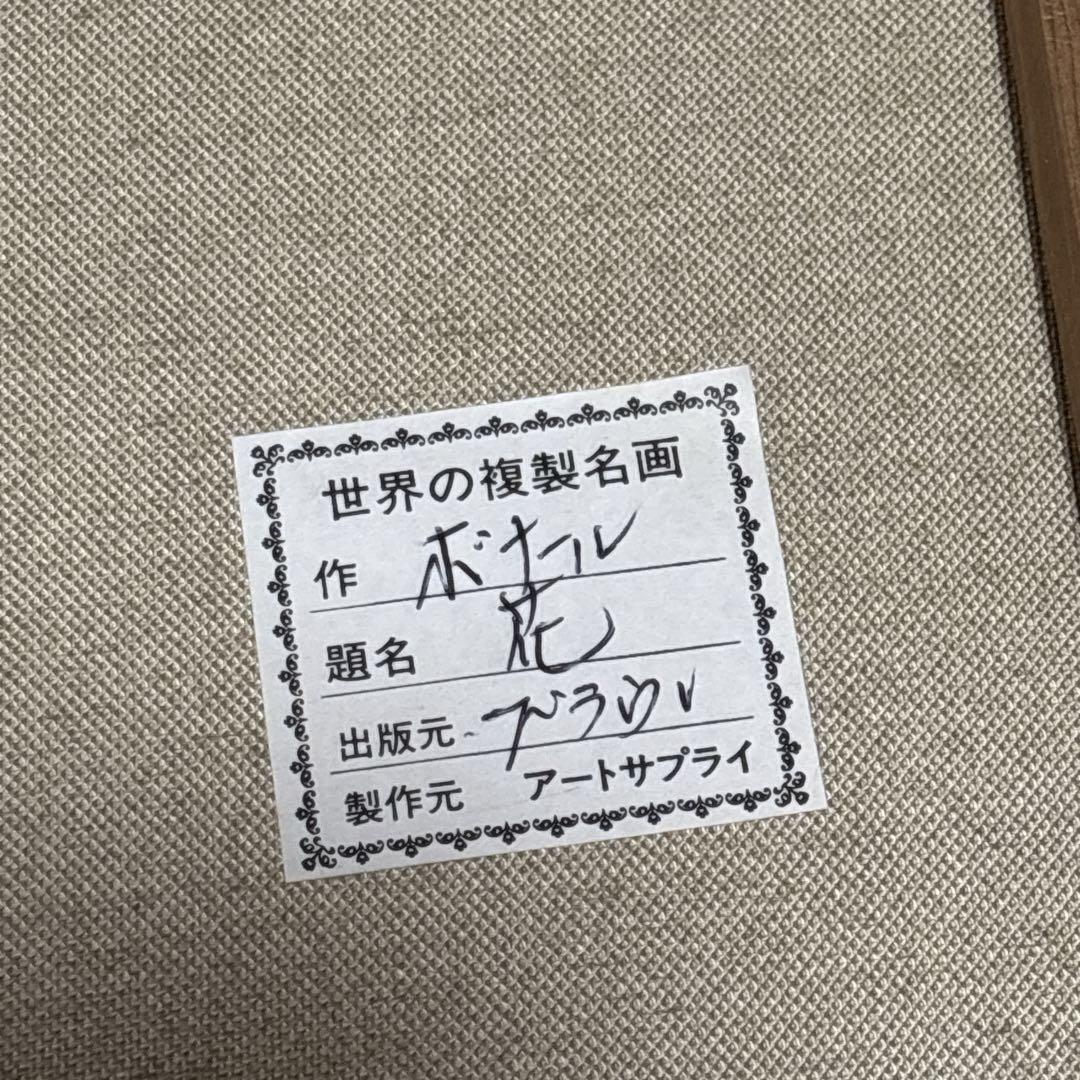 世界の複製名画
作 ボナール
題名 花
出版元 ブラウン
製作元 アートサプライ